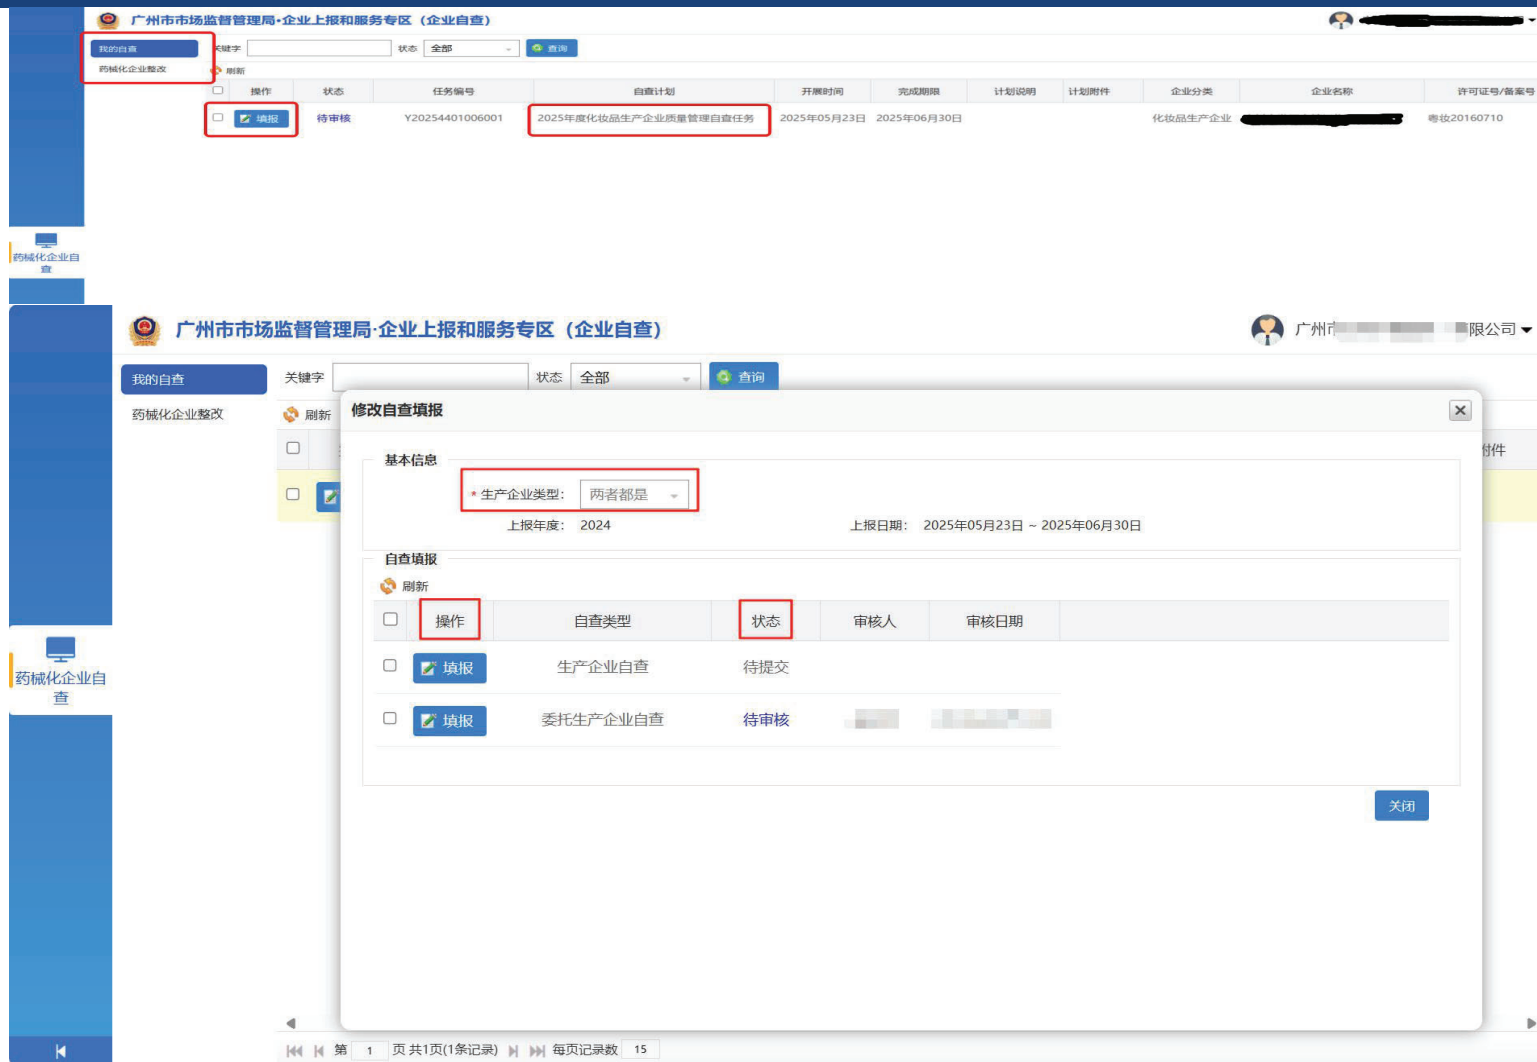 广州市市场监督管理局·企业上报和服务专区（企业自查）
我的自查
关键字 状态 全部 查询
药械化企业整改
刷新
操作 状态 任务编号 自查计划 开展时间 完成期限 计划说明 计划附件 企业分类 企业名称 许可证号/备案号
填报 待审核 Y20254401006001 2025年度化妆品生产企业质量管理自查任务 2025年05月23日 2025年06月30日 化妆品生产企业 粤妆20160710
药械化企业自
查
广州市市场监督管理局·企业上报和服务专区（企业自查）
广州 限公司
我的自查
关键字 状态 全部 查询
药械化企业整改
刷新
修改自查填报
附件
基本信息
* 生产企业类型： 两者都是
上报年度： 2024 上报日期： 2025年05月23日 ~ 2025年06月30日
自查填报
刷新
操作 自查类型 状态 审核人 审核日期
填报 生产企业自查 待提交
填报 委托生产企业自查 待审核
药械化企业自
查
关闭
第 1 页 共1页(1条记录) 每页记录数 15